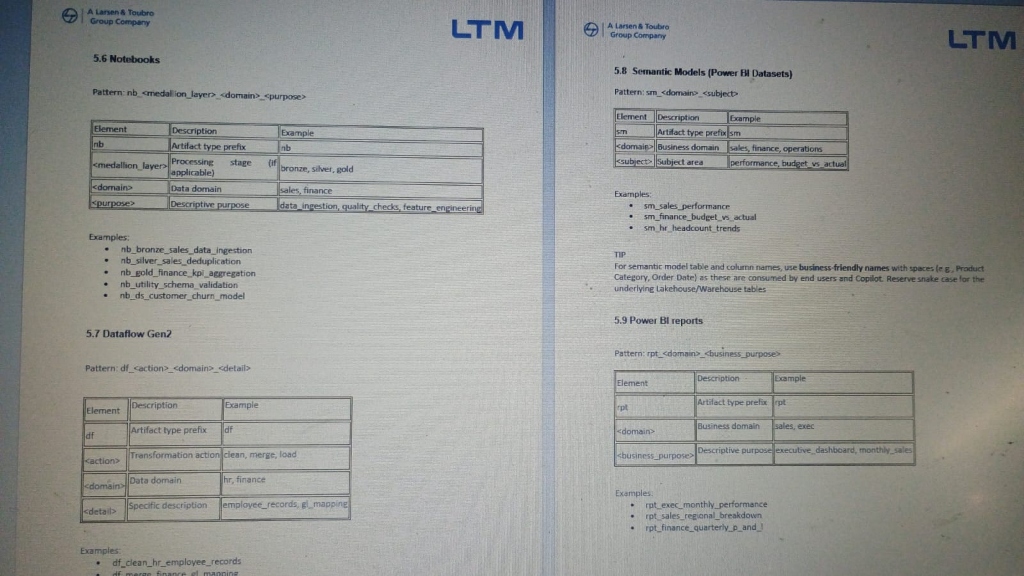 A Larsen & Toubro
Group Company
LTM
5.6 Notebooks
Pattern: nb_<medallion_layer>_<domain>_<purpose>
Element Description Example
nb Artifact type prefix nb
<medallion_layer> Processing stage (if applicable) bronze, silver, gold
<domain> Data domain sales, finance
<purpose> Descriptive purpose data_ingestion, quality_checks, feature_engineering
Examples:
• nb_bronze_sales_data_ingestion
• nb_silver_sales_deduplication
• nb_gold_finance_kpi_aggregation
• nb_utility_schema_validation
• nb_ds_customer_churn_model
5.7 Dataflow Gen2
Pattern: df_<action>_<domain>_<detail>
Element Description Example
df Artifact type prefix df
<action> Transformation action clean, merge, load
<domain> Data domain hr, finance
<detail> Specific description employee_records, gl_mapping
Examples:
• df_clean_hr_employee_records
• df_merge_finance_gl_mapping
A Larsen & Toubro
Group Company
LTM
5.8 Semantic Models (Power BI Datasets)
Pattern: sm_<domain>_<subject>
Element Description Example
sm Artifact type prefix sm
<domain> Business domain sales, finance, operations
<subject> Subject area performance, budget_vs_actual
Examples:
• sm_sales_performance
• sm_finance_budget_vs_actual
• sm_hr_headcount_trends
TIP
For semantic model table and column names, use business-friendly names with spaces (e.g., Product
Category, Order Date) as these are consumed by end users and Copilot. Reserve snake case for the
underlying Lakehouse/Warehouse tables
5.9 Power BI reports
Pattern: rpt_<domain>_<business_purpose>
Element Description Example
rpt Artifact type prefix rpt
<domain> Business domain sales, exec
<business_purpose> Descriptive purpose executive_dashboard, monthly_sales
Examples:
• rpt_exec_monthly_performance
• rpt_sales_regional_breakdown
• rpt_finance_quarterly_p_and_l